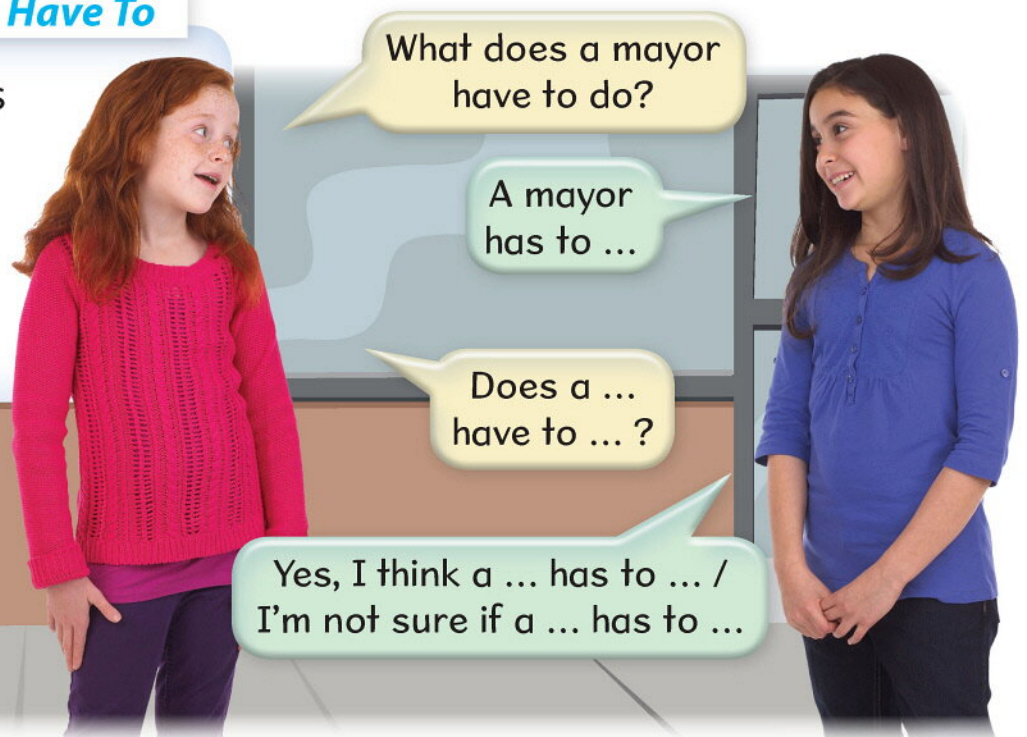 Have To
s
What does a mayor
have to do?
A mayor
has to ...
Does a ...
have to ... ?
Yes, I think a ... has to ... /
I'm not sure if a ... has to ...